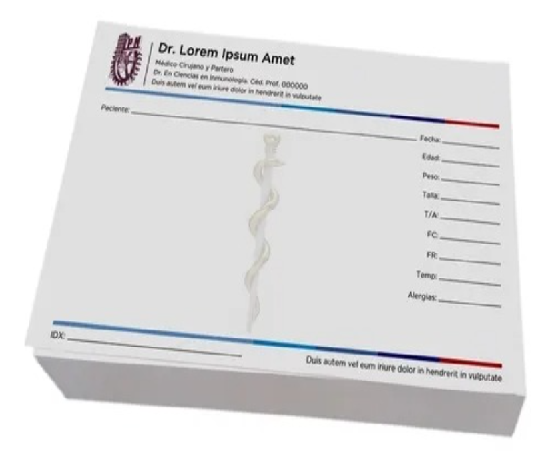 IPN
Dr. Lorem Ipsum Amet
Médico Cirujano y Partero
Dr. En Ciencias en Inmunología. Céd. Prof. 000000
Duis autem vel eum iriure dolor in hendrerit in vulputate
Paciente:
Fecha:
Edad:
Peso:
Talla:
T/A:
FC:
FR:
Temp:
Alergias:
IDX:
Duis autem vel eum iriure dolor in hendrerit in vulputate